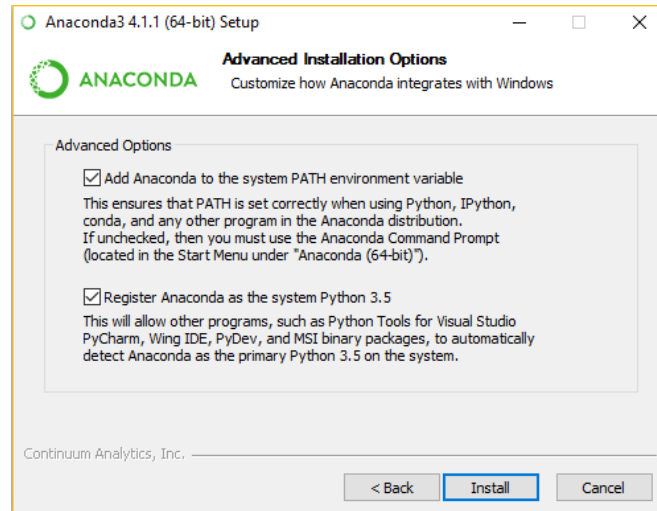 Anaconda3 4.1.1 (64-bit) Setup
Advanced Installation Options
ANACONDA
Customize how Anaconda integrates with Windows
Advanced Options
Add Anaconda to the system PATH environment variable
This ensures that PATH is set correctly when using Python, IPython,
conda, and any other program in the Anaconda distribution.
If unchecked, then you must use the Anaconda Command Prompt
(located in the Start Menu under "Anaconda (64-bit)").
Register Anaconda as the system Python 3.5
This will allow other programs, such as Python Tools for Visual Studio
PyCharm, Wing IDE, PyDev, and MSI binary packages, to automatically
detect Anaconda as the primary Python 3.5 on the system.
Continuum Analytics, Inc.
< Back
Install
Cancel